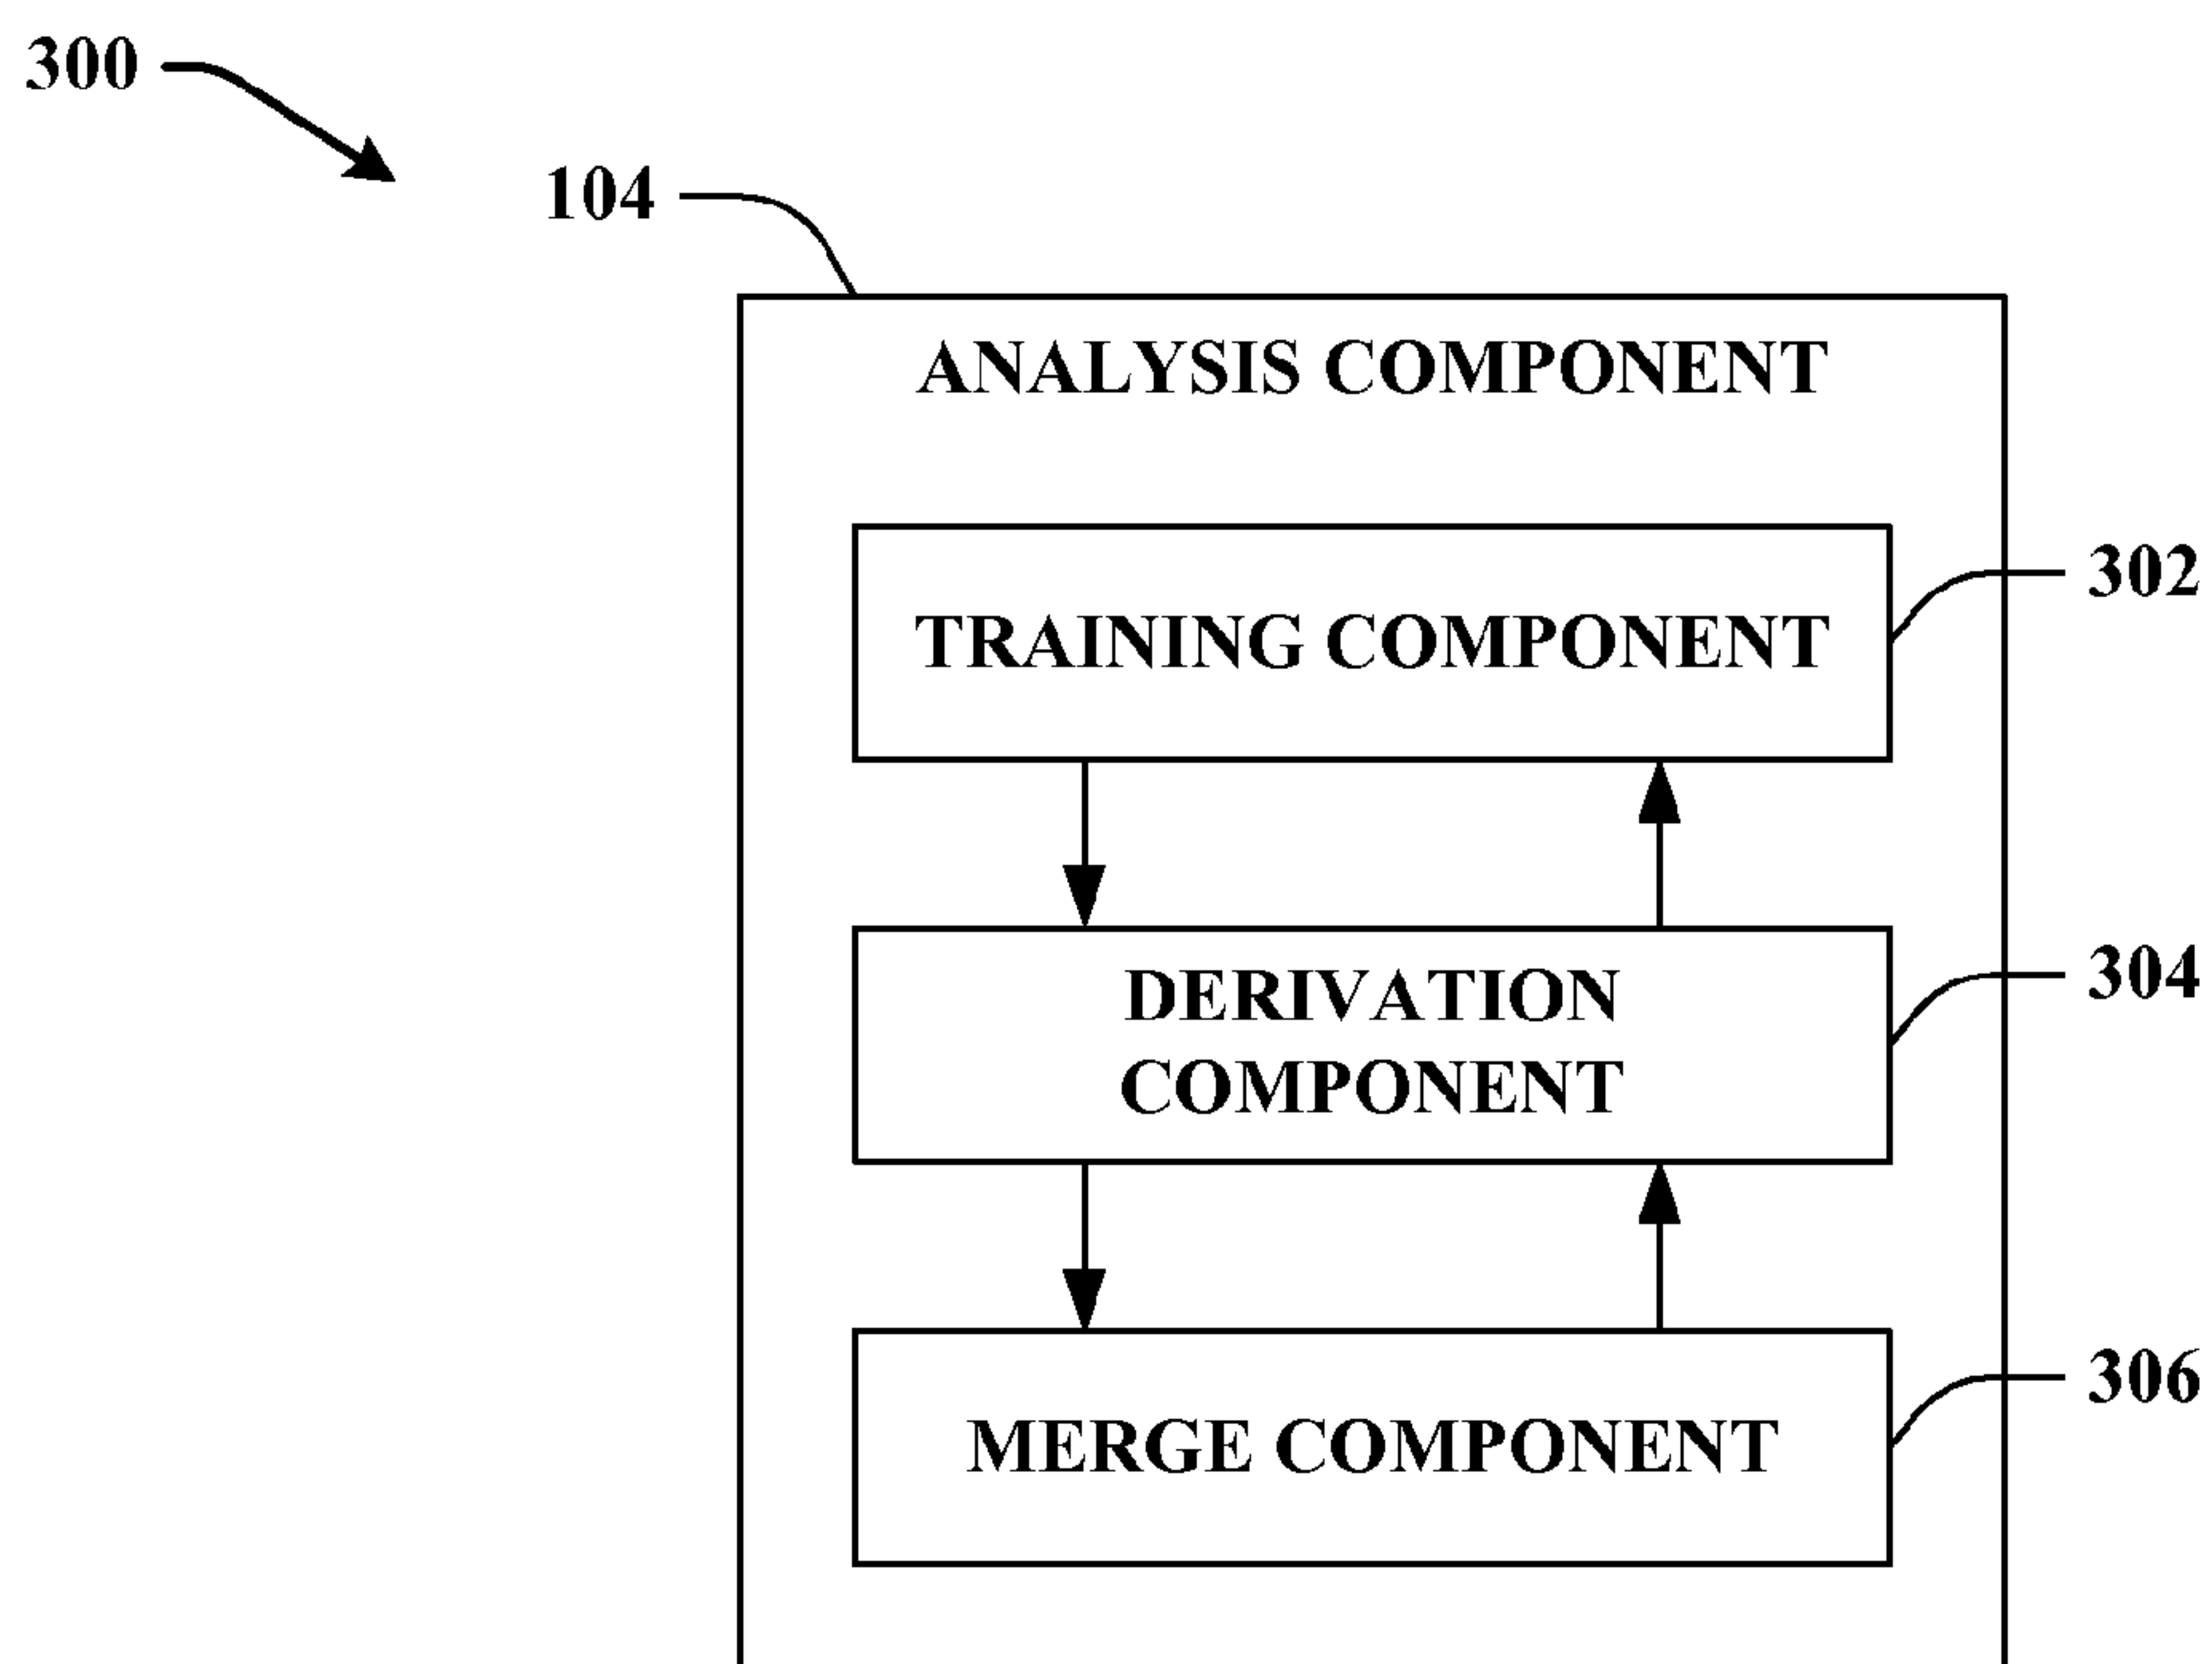 300
104
ANALYSIS COMPONENT
302
TRAINING COMPONENT
304
DERIVATION
COMPONENT
306
MERGE COMPONENT